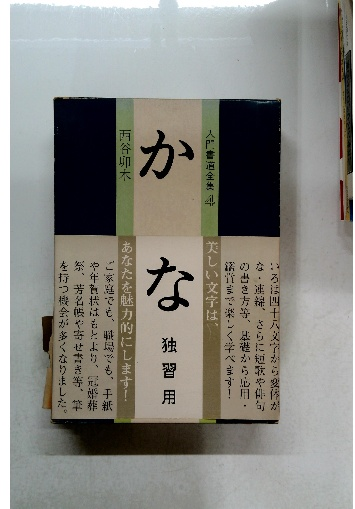 入門書道全集 4
かな
独習用
西谷卯木
美しい文字は、
あなたを魅力的にします!
いろは四十八文字から変体が
な・連綿、さらに短歌や俳句
の書き方等、基礎から応用・
鑑賞まで楽しく学べます!
ご家庭でも、職場でも、手紙
や年賀状はもとより、冠婚葬
祭、芳名帳や寄せ書き等、筆
を持つ機会が多くなりました。